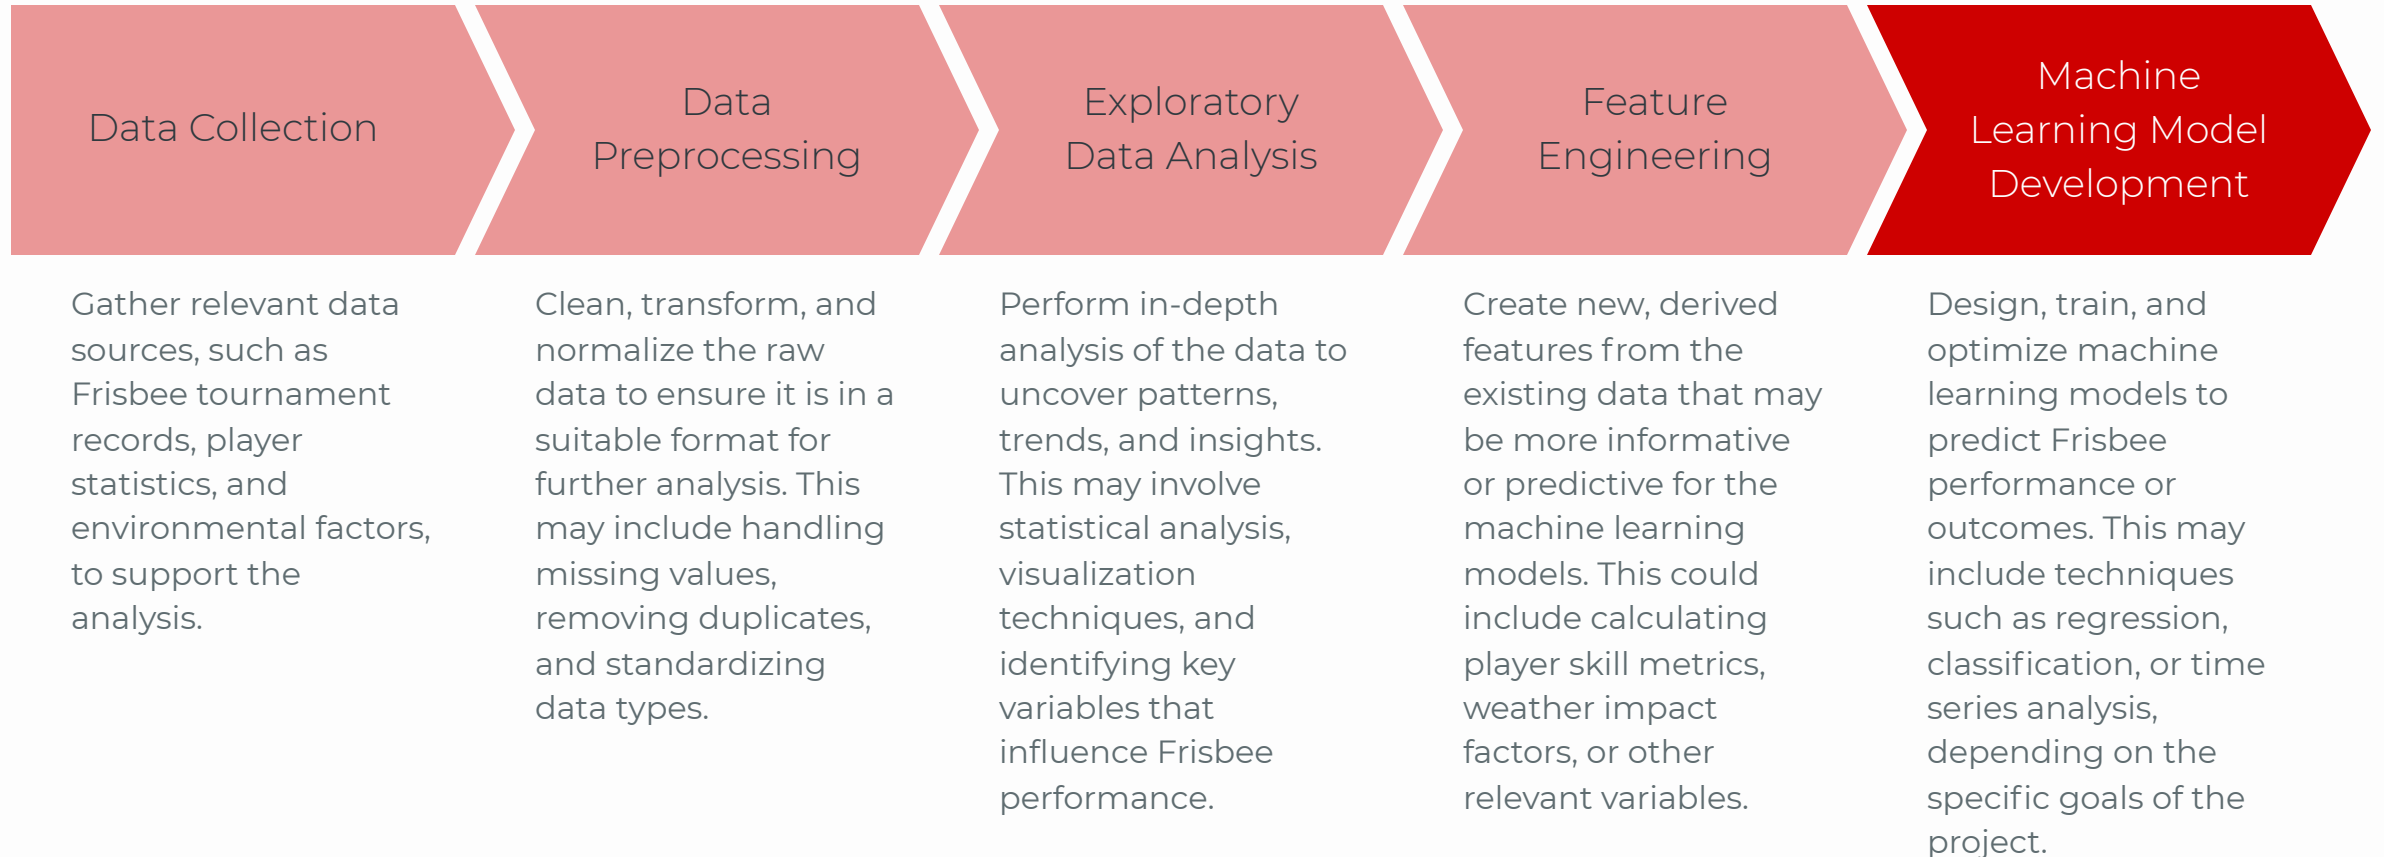 Data Collection
Data
Preprocessing
Exploratory
Data Analysis
Feature
Engineering
Machine
Learning Model
Development
Gather relevant data
sources, such as
Frisbee tournament
records, player
statistics, and
environmental factors,
to support the
analysis.
Clean, transform, and
normalize the raw
data to ensure it is in a
suitable format for
further analysis. This
may include handling
missing values,
removing duplicates,
and standardizing
data types.
Perform in-depth
analysis of the data to
uncover patterns,
trends, and insights.
This may involve
statistical analysis,
visualization
techniques, and
identifying key
variables that
influence Frisbee
performance.
Create new, derived
features from the
existing data that may
be more informative
or predictive for the
machine learning
models. This could
include calculating
player skill metrics,
weather impact
factors, or other
relevant variables.
Design, train, and
optimize machine
learning models to
predict Frisbee
performance or
outcomes. This may
include techniques
such as regression,
classification, or time
series analysis,
depending on the
specific goals of the
project.